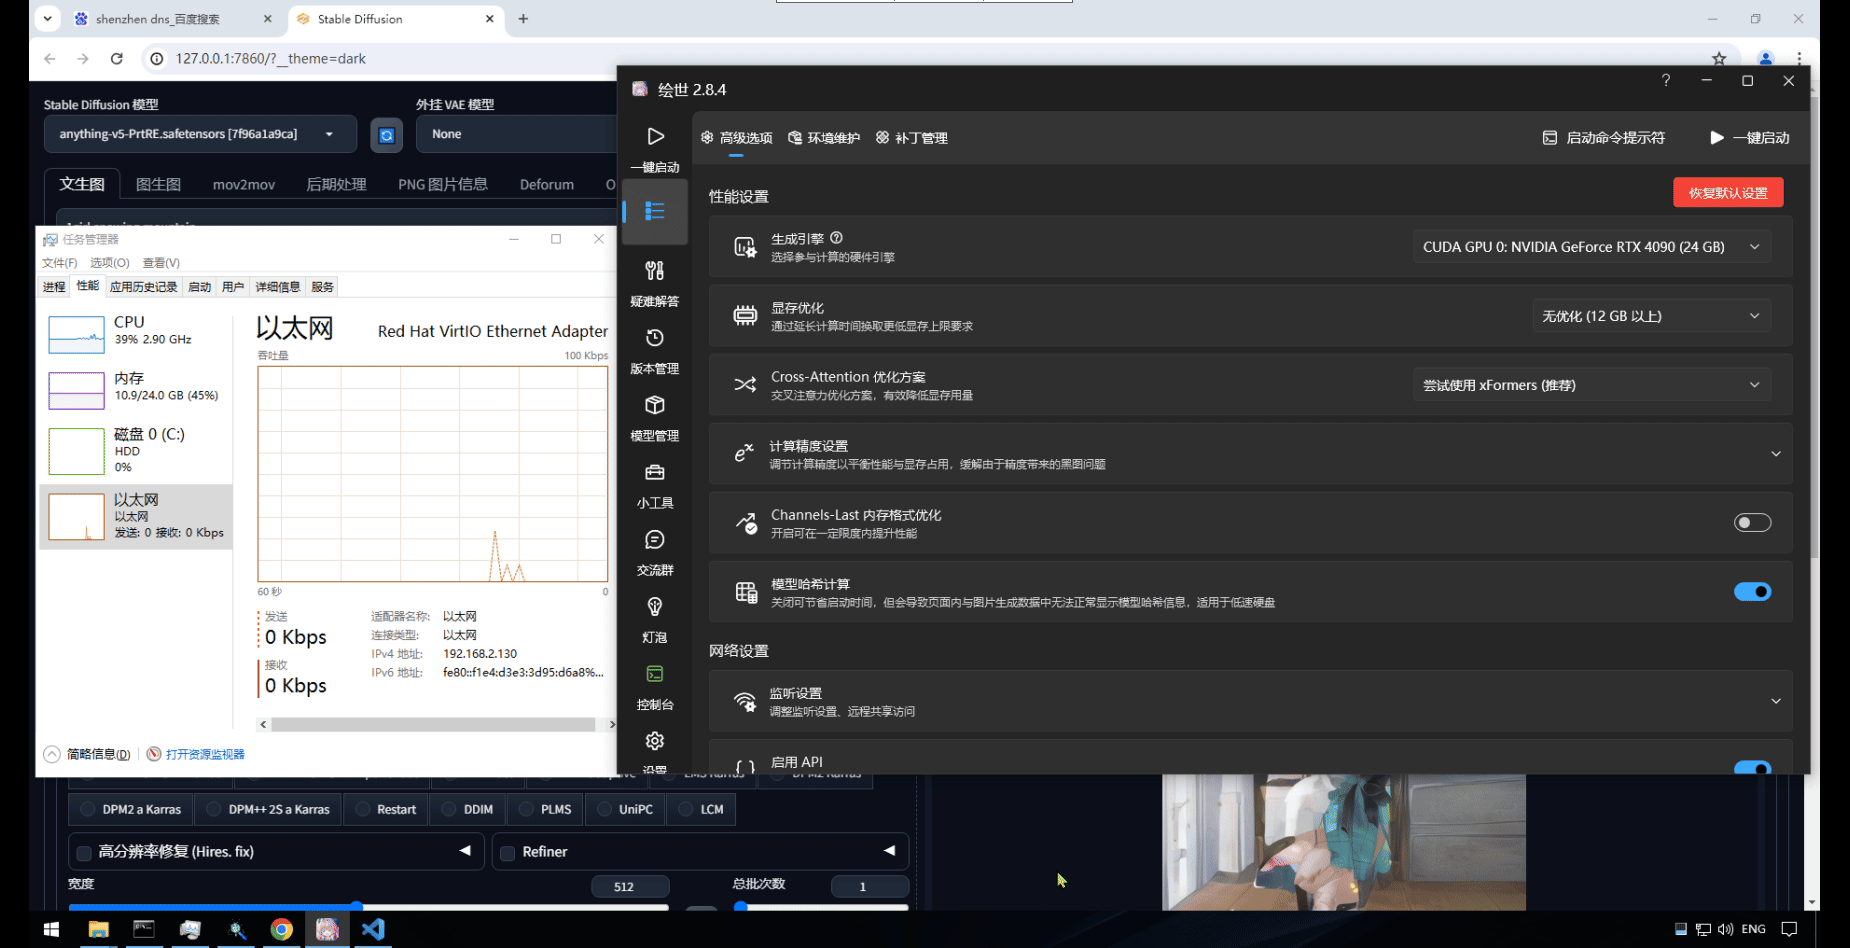 shenzhen dns_百度搜索
Stable Diffusion
127.0.0.1:7860/?__theme=dark
Stable Diffusion 模型
外挂 VAE 模型
anything-v5-PrtRE.safetensors [7f96a1a9ca]
None
文生图
图生图
mov2mov
后期处理
PNG 图片信息
Deforum
任务管理器
文件(F) 选项(O) 查看(V)
进程 性能 应用历史记录 启动 用户 详细信息 服务
CPU
39% 2.90 GHz
内存
10.9/24.0 GB (45%)
磁盘 0 (C:)
HDD
0%
以太网
以太网
发送: 0 接收: 0 Kbps
以太网
Red Hat VirtIO Ethernet Adapter
吞吐量
100 Kbps
60 秒
0
发送
0 Kbps
接收
0 Kbps
适配器名称: 以太网
连接类型: 以太网
IPv4 地址: 192.168.2.130
IPv6 地址: fe80::f1e4:d3e3:3d95:d6a8%...
简略信息(D)
打开资源监视器
绘世 2.8.4
一键启动
疑难解答
版本管理
模型管理
小工具
交流群
灯泡
控制台
设置
高级选项
环境维护
补丁管理
启动命令提示符
一键启动
性能设置
恢复默认设置
生成引擎
选择参与计算的硬件引擎
CUDA GPU 0: NVIDIA GeForce RTX 4090 (24 GB)
显存优化
通过延长计算时间换取更低显存上限要求
无优化 (12 GB 以上)
Cross-Attention 优化方案
交叉注意力优化方案，有效降低显存用量
尝试使用 xFormers (推荐)
计算精度设置
调节计算精度以平衡性能与显存占用，缓解由于精度带来的黑图问题
Channels-Last 内存格式优化
开启可在一定限度内提升性能
模型哈希计算
关闭可节省启动时间，但会导致页面内与图片生成数据中无法正常显示模型哈希信息，适用于低速硬盘
网络设置
监听设置
调整监听设置、远程共享访问
启用 API
DPM2 a Karras
DPM++ 2S a Karras
Restart
DDIM
PLMS
UniPC
LCM
高分辨率修复 (Hires. fix)
Refiner
宽度
512
总批次数
1
ENG